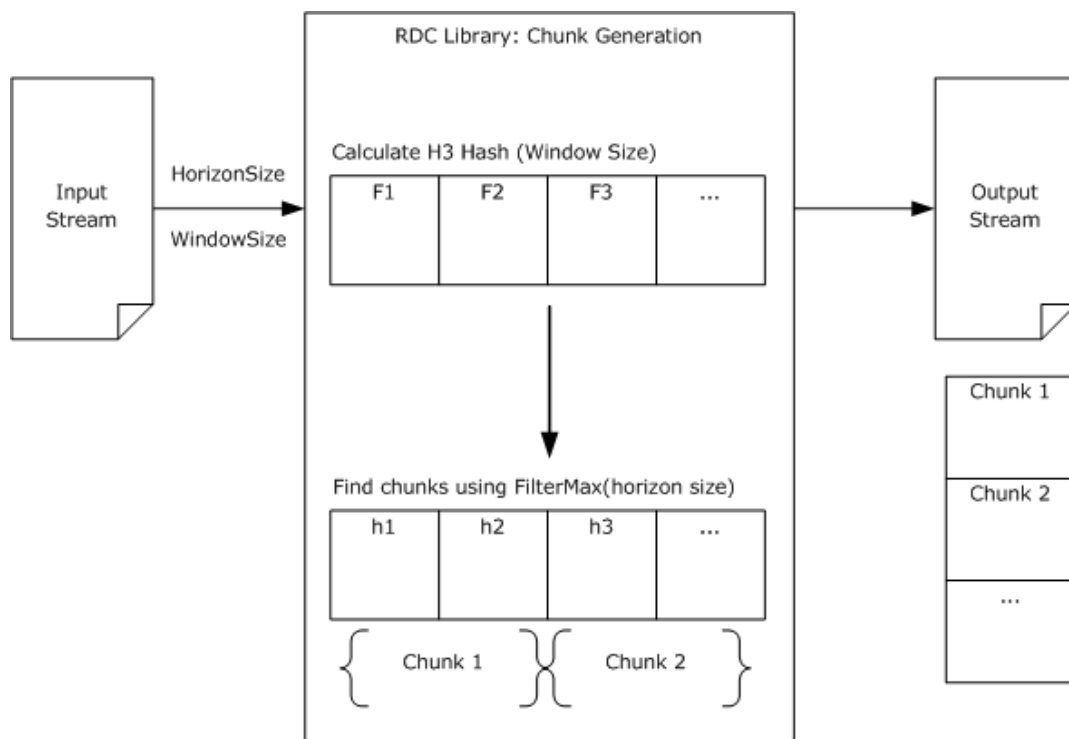 RDC Library: Chunk Generation
Input
Stream
HorizonSize
WindowSize
Calculate H3 Hash (Window Size)
F1 F2 F3 ...
Find chunks using FilterMax(horizon size)
h1 h2 h3 ...
Chunk 1 Chunk 2
Output
Stream
Chunk 1
Chunk 2
...